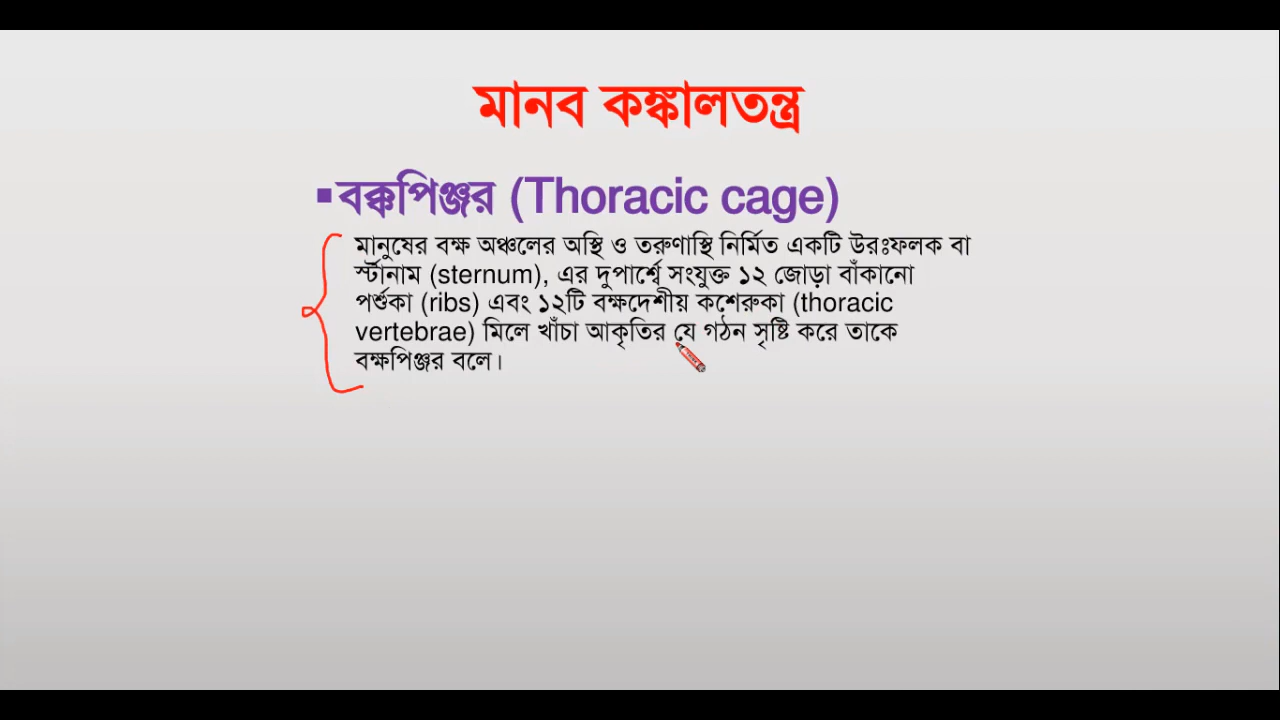 মানব কঙ্কালতন্ত্র
▪বক্কপিঞ্জর (Thoracic cage)
মানুষের বক্ষ অঞ্চলের অস্থি ও তরুণাস্থি নির্মিত একটি উরঃফলক বা
র্স্টানাম (sternum), এর দুপার্শ্বে সংযুক্ত ১২ জোড়া বাঁকানো
পর্শুকা (ribs) এবং ১২টি বক্ষদেশীয় কশেরুকা (thoracic
vertebrae) মিলে খাঁচা আকৃতির যে গঠন সৃষ্টি করে তাকে
বক্ষপিঞ্জর বলে।